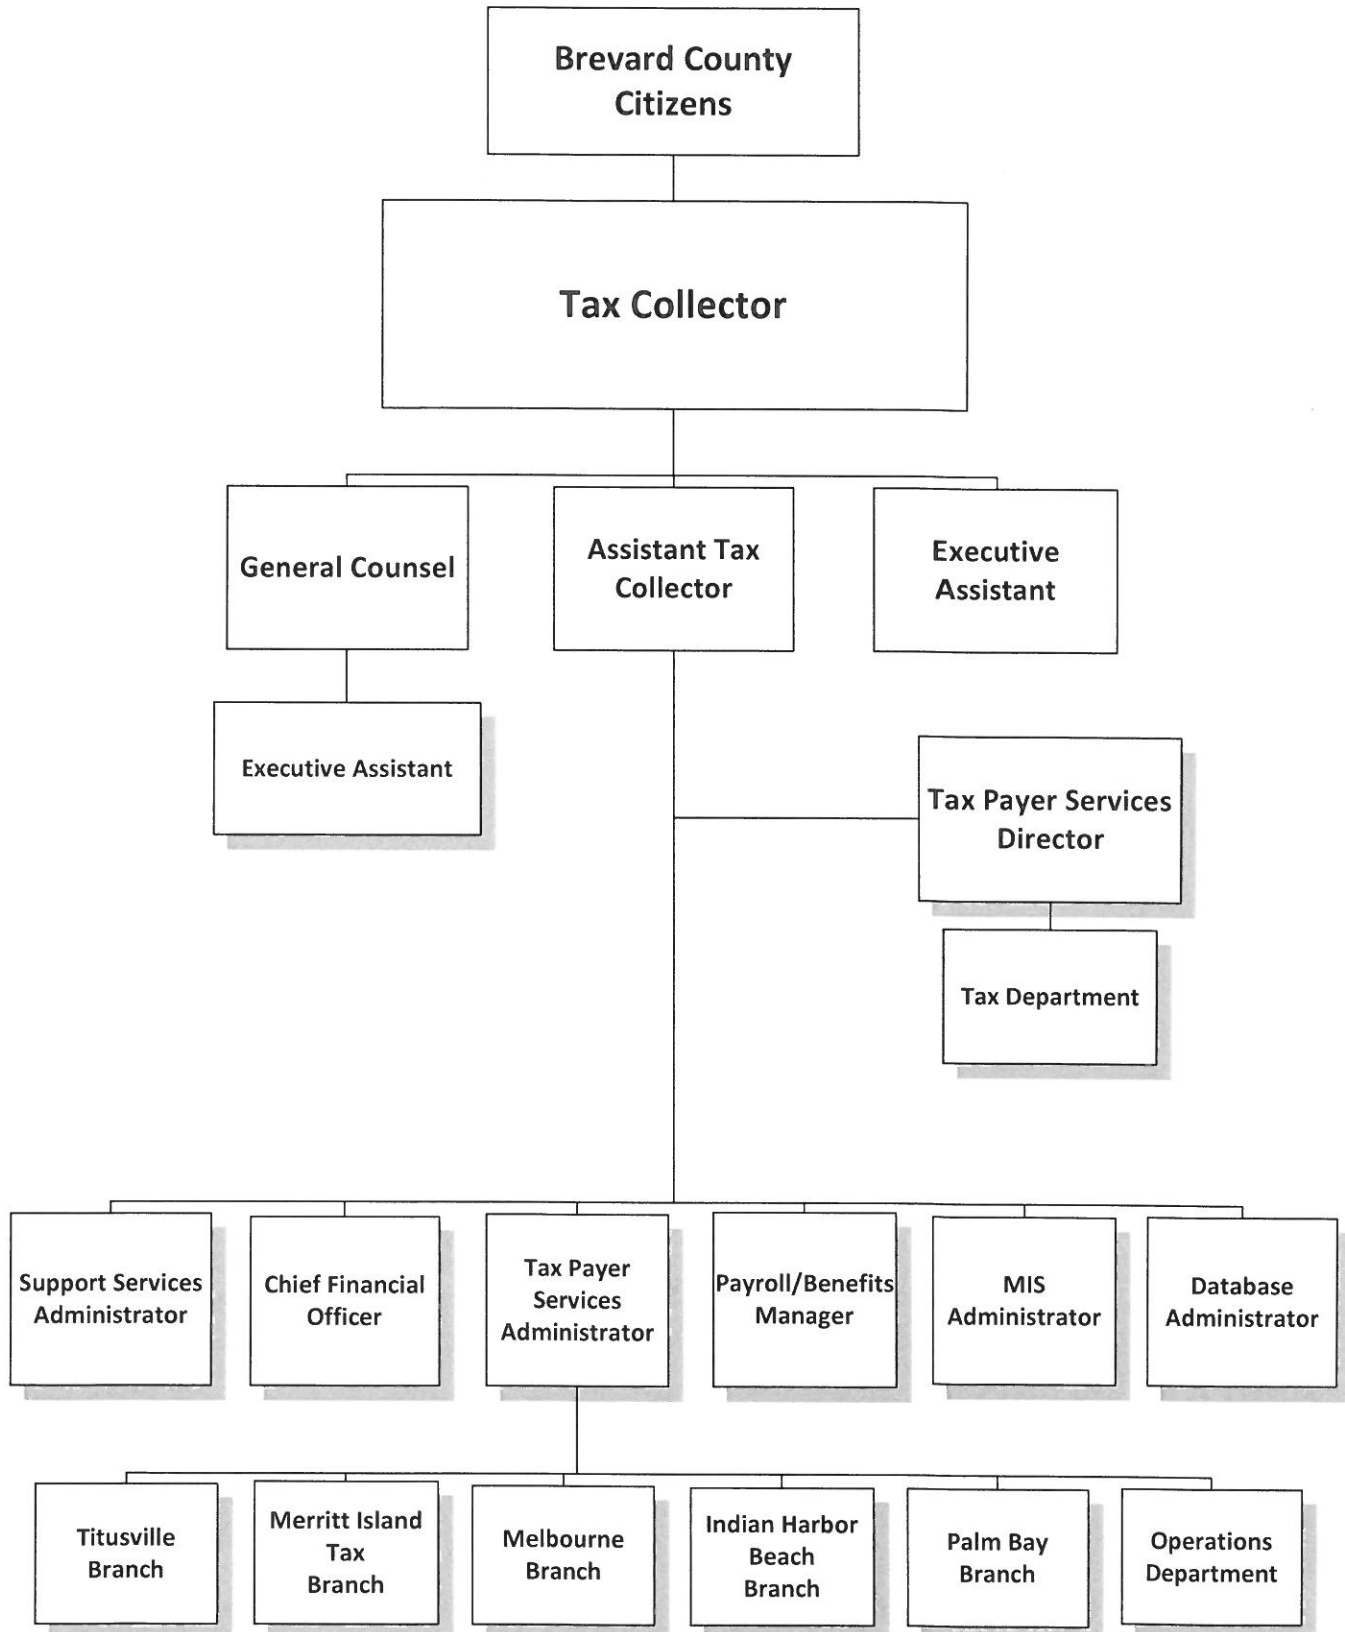 Brevard County
Citizens
Tax Collector
General Counsel
Assistant Tax
Collector
Executive
Assistant
Executive Assistant
Tax Payer Services
Director
Tax Department
Support Services
Administrator
Chief Financial
Officer
Tax Payer
Services
Administrator
Payroll/Benefits
Manager
MIS
Administrator
Database
Administrator
Titusville
Branch
Merritt Island
Tax
Branch
Melbourne
Branch
Indian Harbor
Beach
Branch
Palm Bay
Branch
Operations
Department